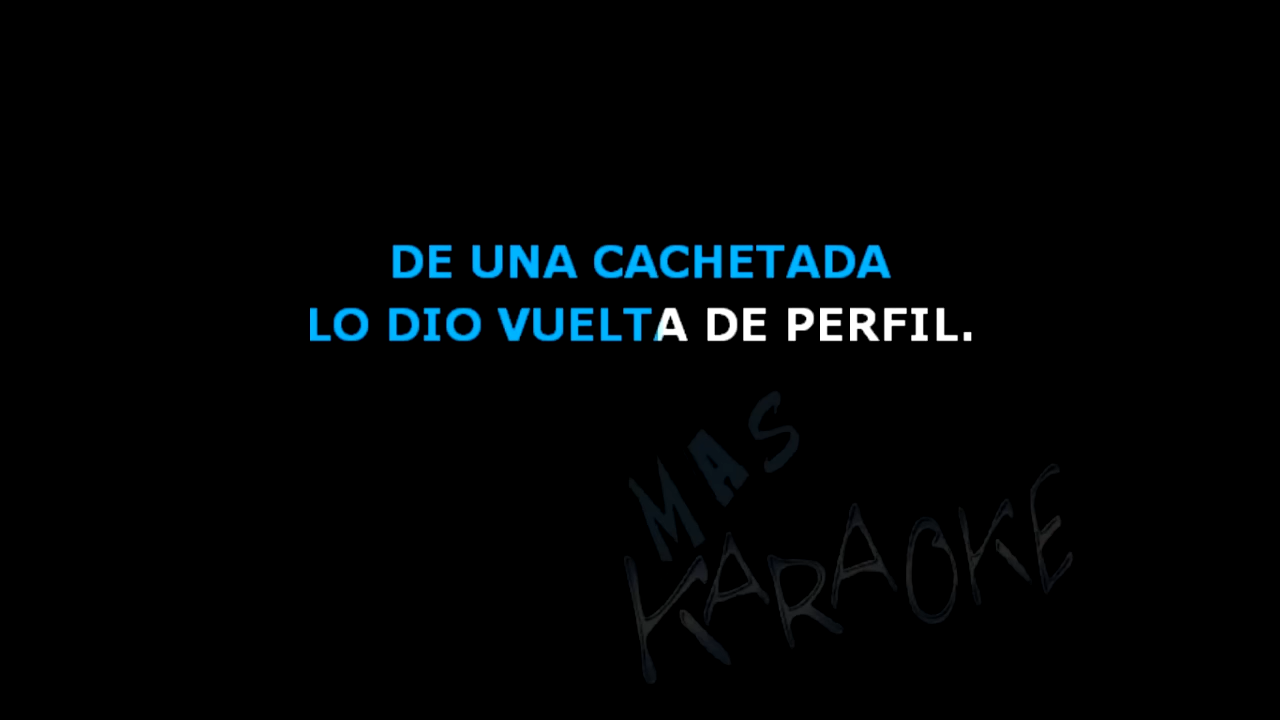 DE UNA CACHETADA
LO DIO VUELTA DE PERFIL.
MAS
KARAOKE